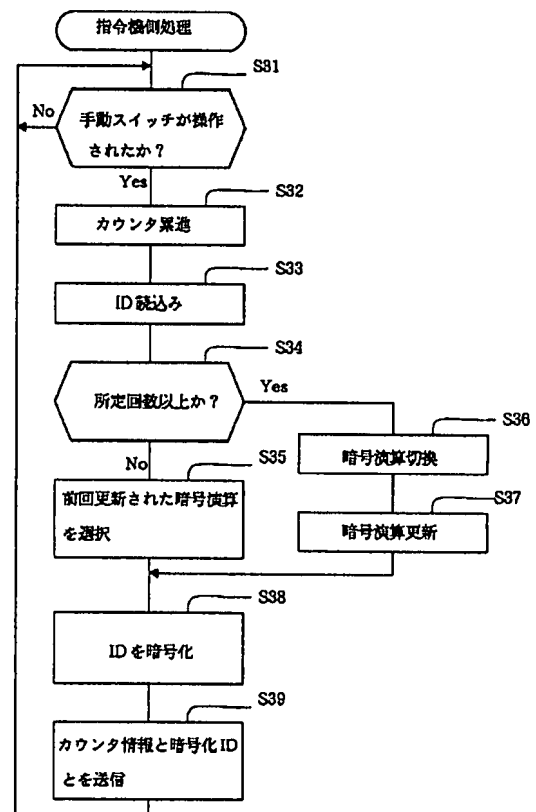 指令機側処理
S31
No
手動スイッチが操作
されたか？
Yes
S32
カウンタ累進
S33
ID読込み
S34
所定回数以上か？
Yes
No
S35
前回更新された暗号演算
を選択
S36
暗号演算切換
S37
暗号演算更新
S38
IDを暗号化
S39
カウンタ情報と暗号化ID
とを送信